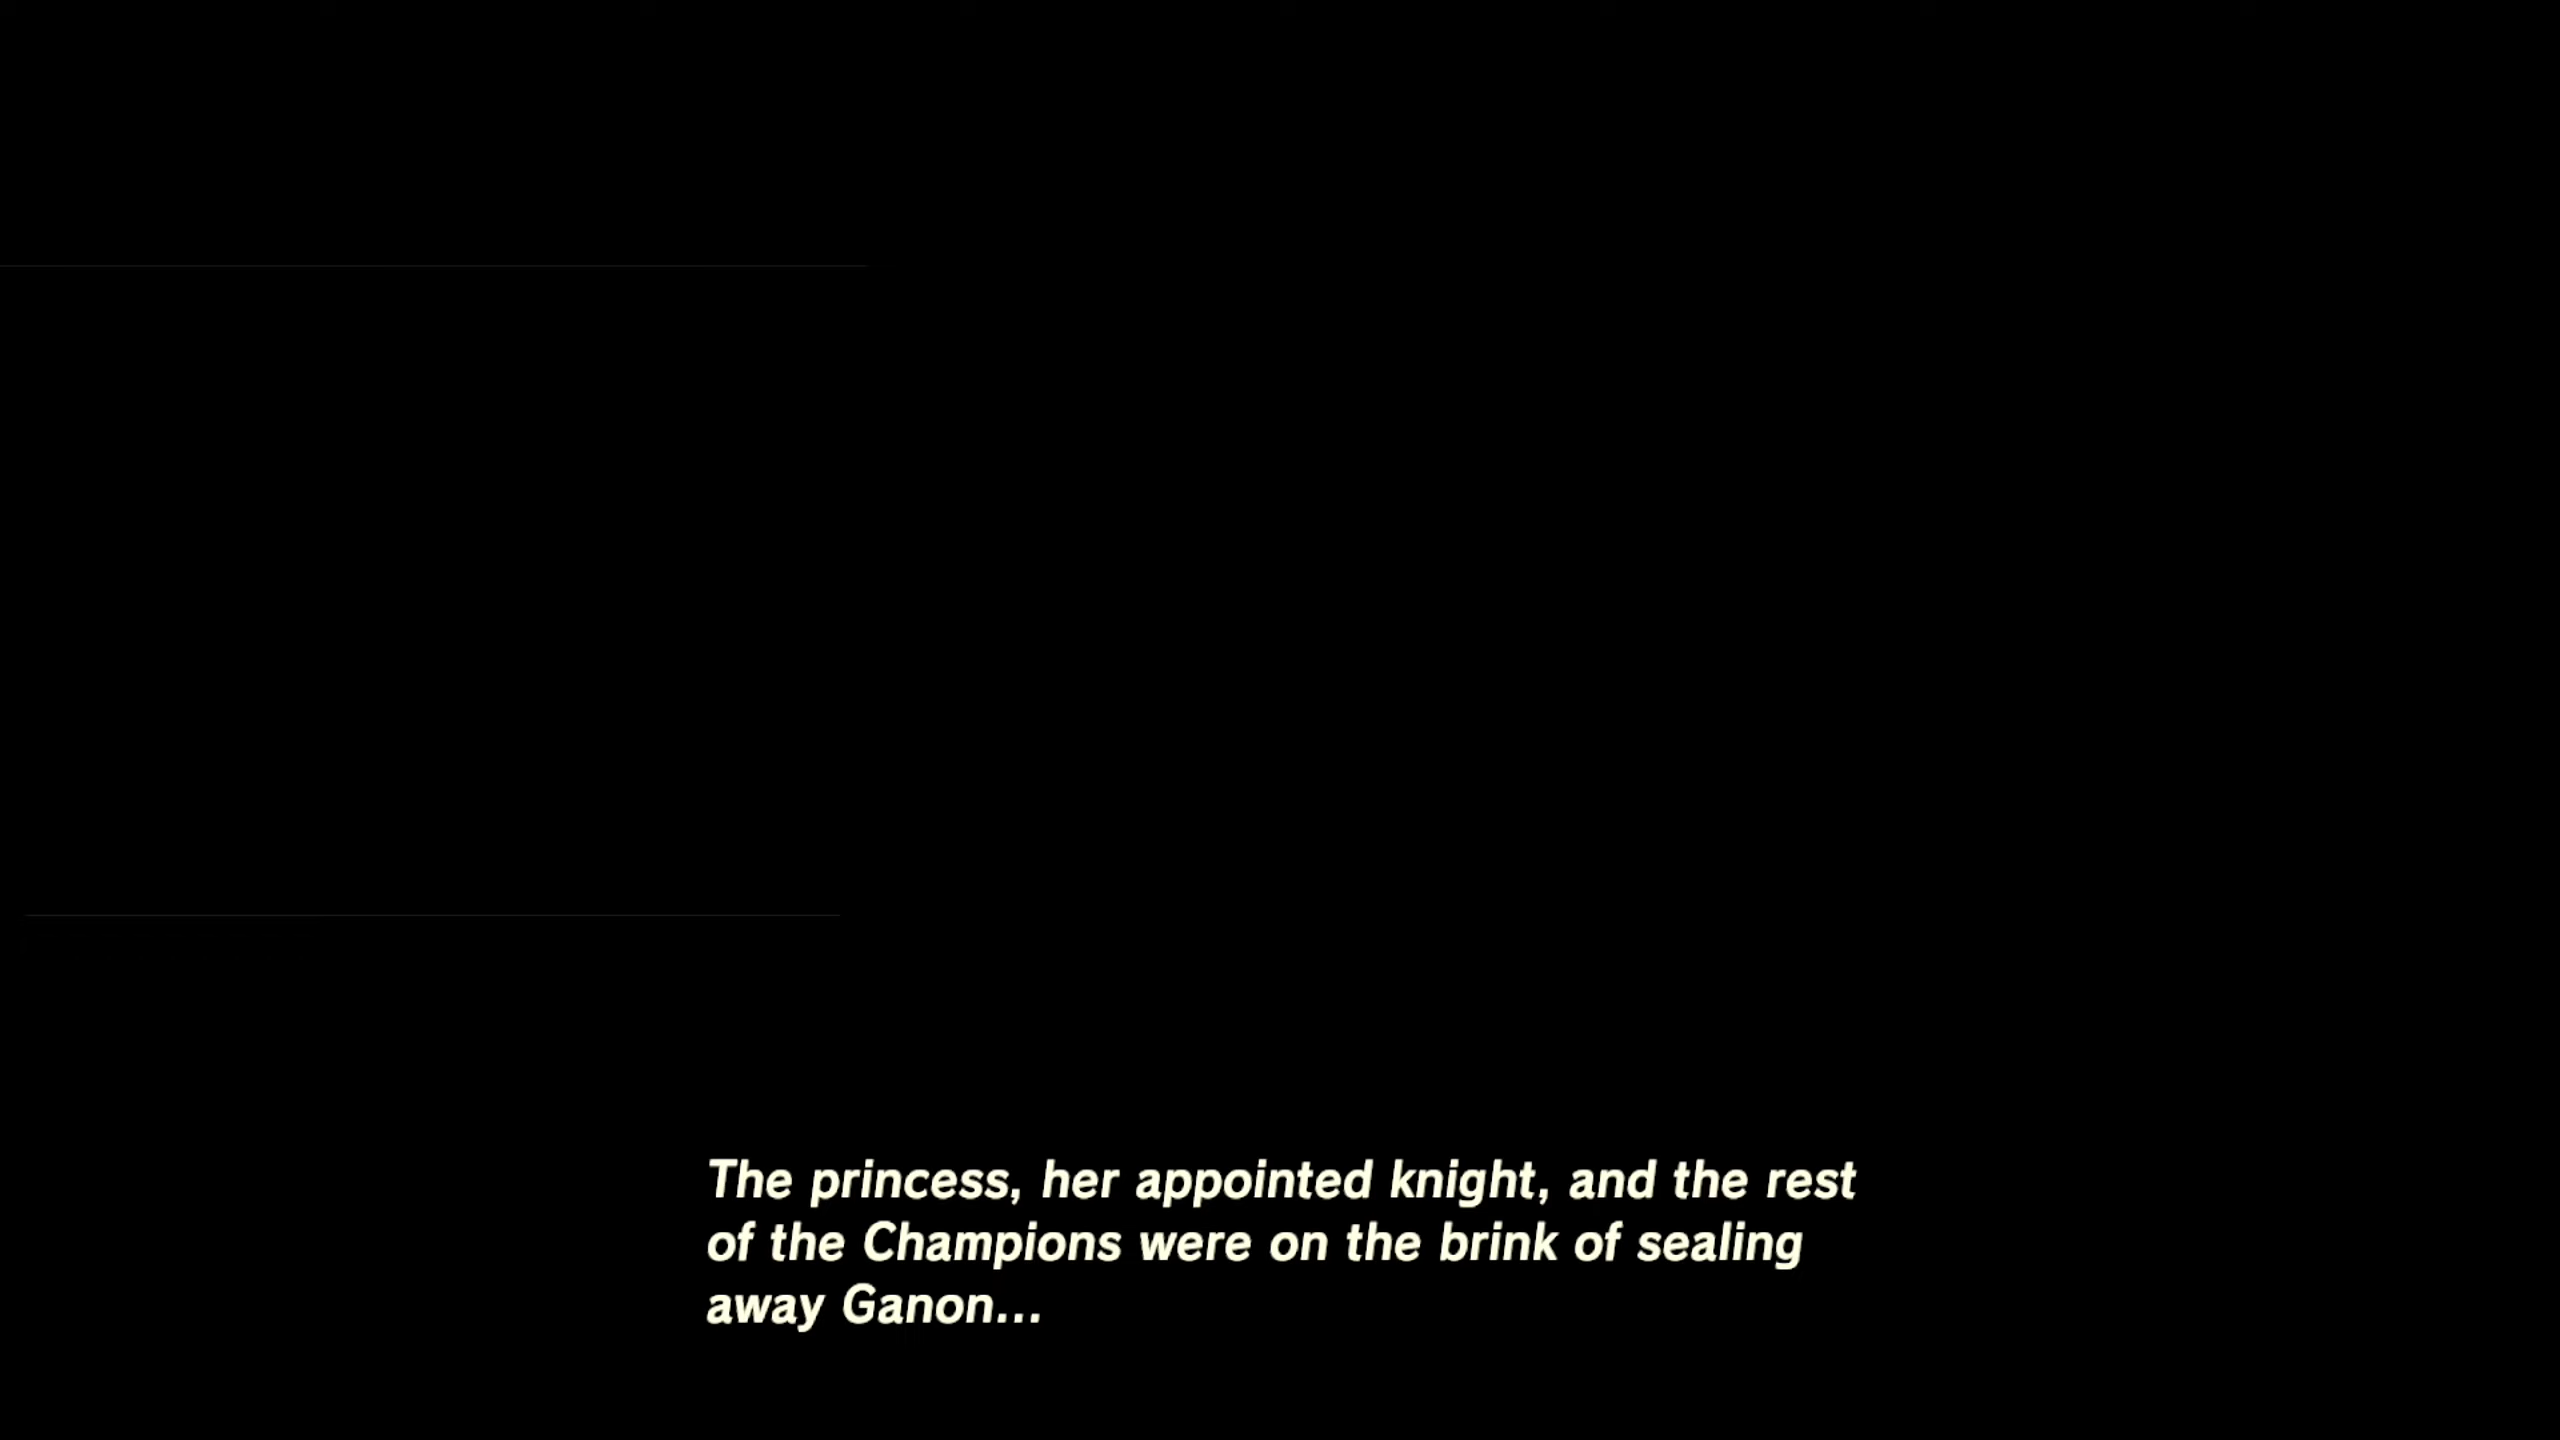 The princess, her appointed knight, and the rest
of the Champions were on the brink of sealing
away Ganon...